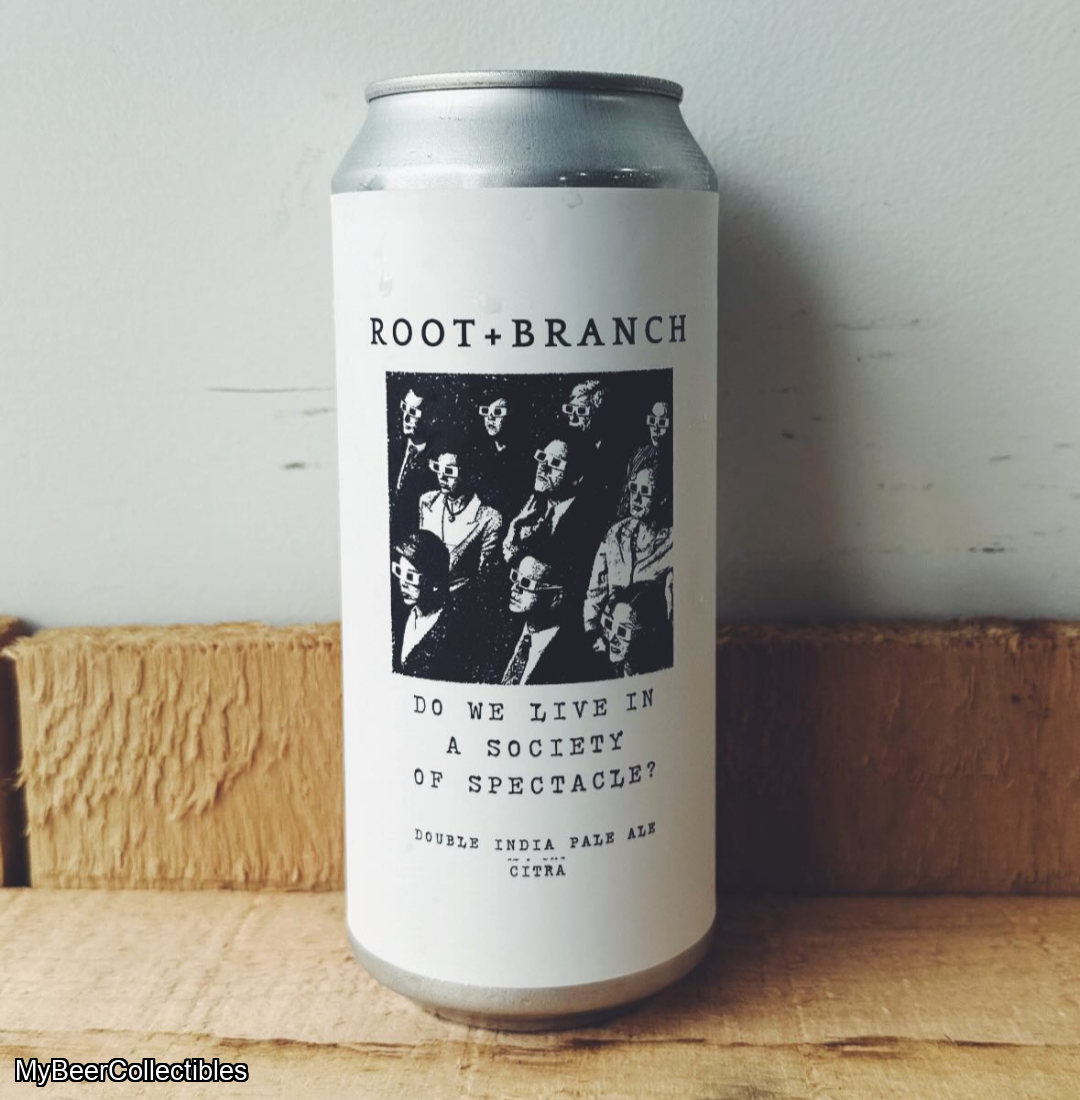 ROOT+BRANCH
DO WE LIVE IN
A SOCIETY
OF SPECTACLE?
DOUBLE INDIA PALE ALE
CITRA
MyBeerCollectibles